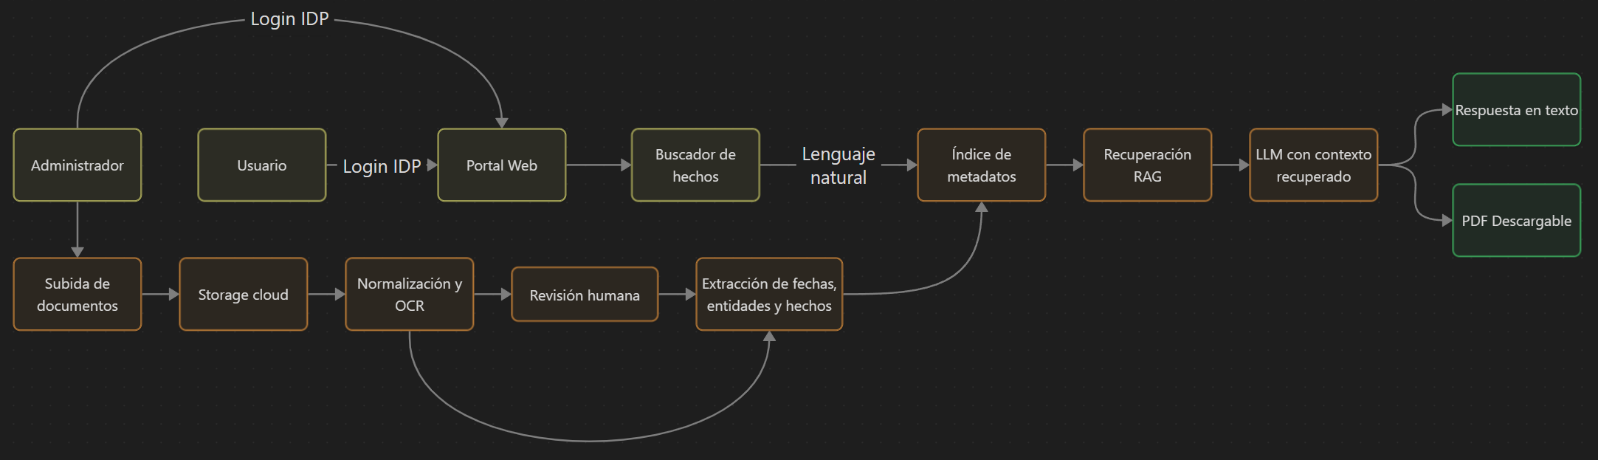 Login IDP
Administrador
Usuario
Login IDP
Portal Web
Buscador de
hechos
Lenguaje
natural
Índice de
metadatos
Recuperación
RAG
LLM con contexto
recuperado
Respuesta en texto
PDF Descargable
Subida de
documentos
Storage cloud
Normalización y
OCR
Revisión humana
Extracción de fechas,
entidades y hechos